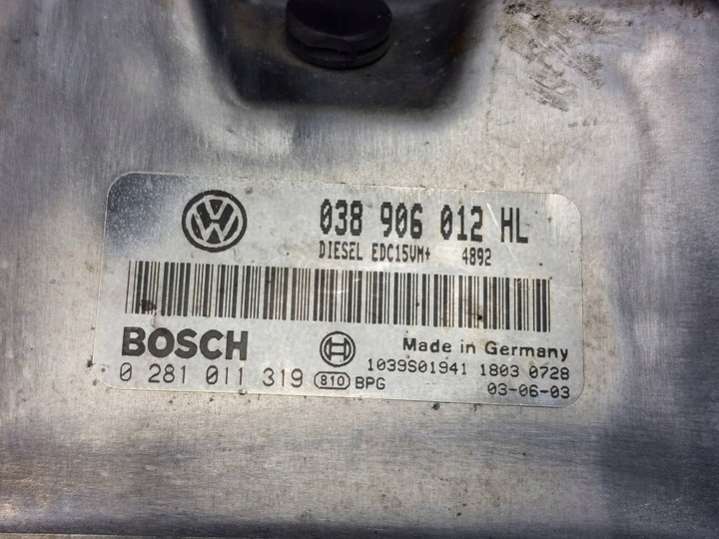 038 906 012 HL
DIESEL EDC15VM+ 4892
BOSCH
Made in Germany
0 281 011 319 810 BPG
1039S01941 1803 0728
03-06-03